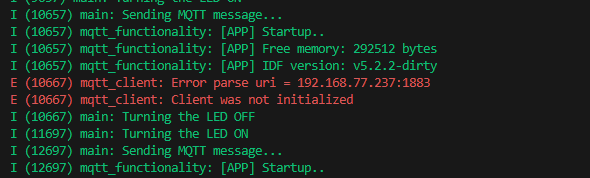 I (9657) main: Turning the LED ON
I (10657) main: Sending MQTT message...
I (10657) mqtt_functionality: [APP] Startup..
I (10657) mqtt_functionality: [APP] Free memory: 292512 bytes
I (10657) mqtt_functionality: [APP] IDF version: v5.2.2-dirty
E (10667) mqtt_client: Error parse uri = 192.168.77.237:1883
E (10667) mqtt_client: Client was not initialized
I (10667) main: Turning the LED OFF
I (11697) main: Turning the LED ON
I (12697) main: Sending MQTT message...
I (12697) mqtt_functionality: [APP] Startup..